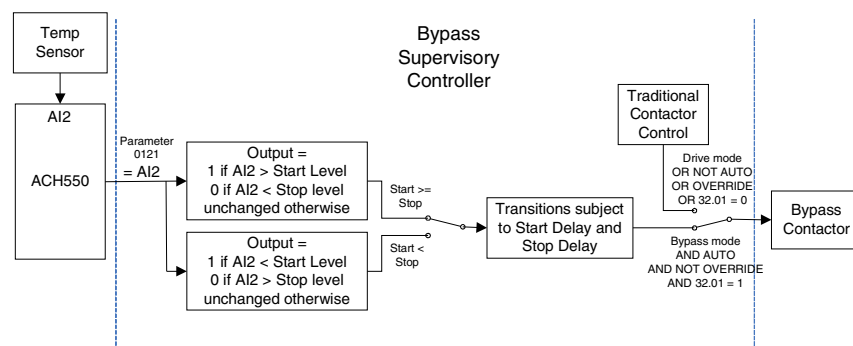 Temp
Sensor
Bypass
Supervisory
Controller
AI2
ACH550
Parameter
0121
= AI2
Output =
1 if AI2 > Start Level
0 if AI2 < Stop level
unchanged otherwise
Output =
1 if AI2 < Start Level
0 if AI2 > Stop level
unchanged otherwise
Start >=
Stop
Start <
Stop
Transitions subject
to Start Delay and
Stop Delay
Traditional
Contactor
Control
Drive mode
OR NOT AUTO
OR OVERRIDE
OR 32.01 = 0
Bypass mode
AND AUTO
AND NOT OVERRIDE
AND 32.01 = 1
Bypass
Contactor